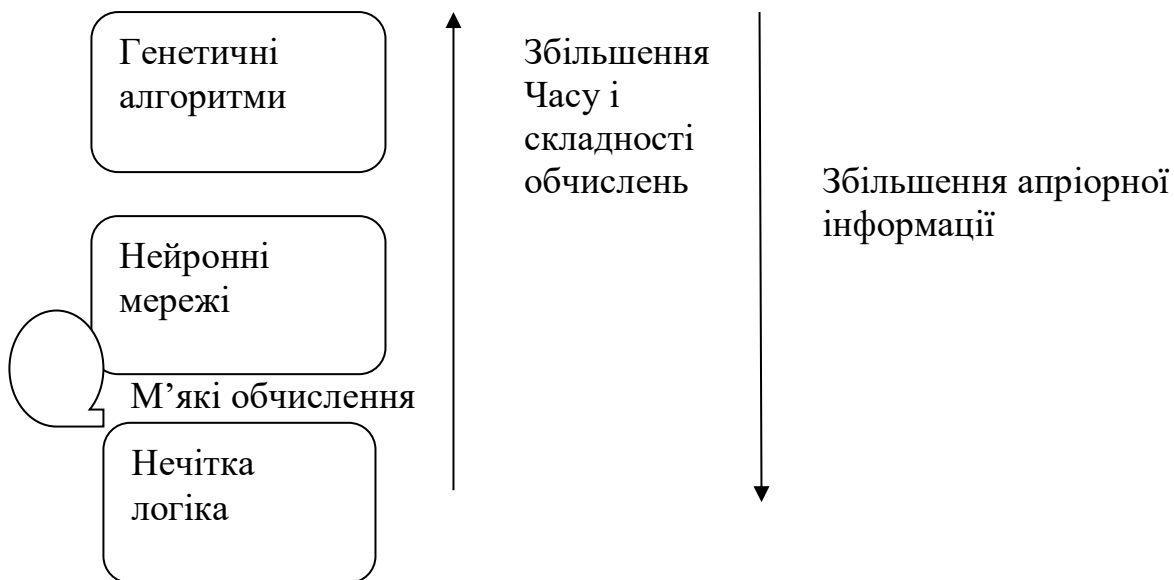 Генетичні
алгоритми
Збільшення
Часу і
складності
обчислень
Збільшення апріорної
інформації
Нейронні
мережі
М’які обчислення
Нечітка
логіка